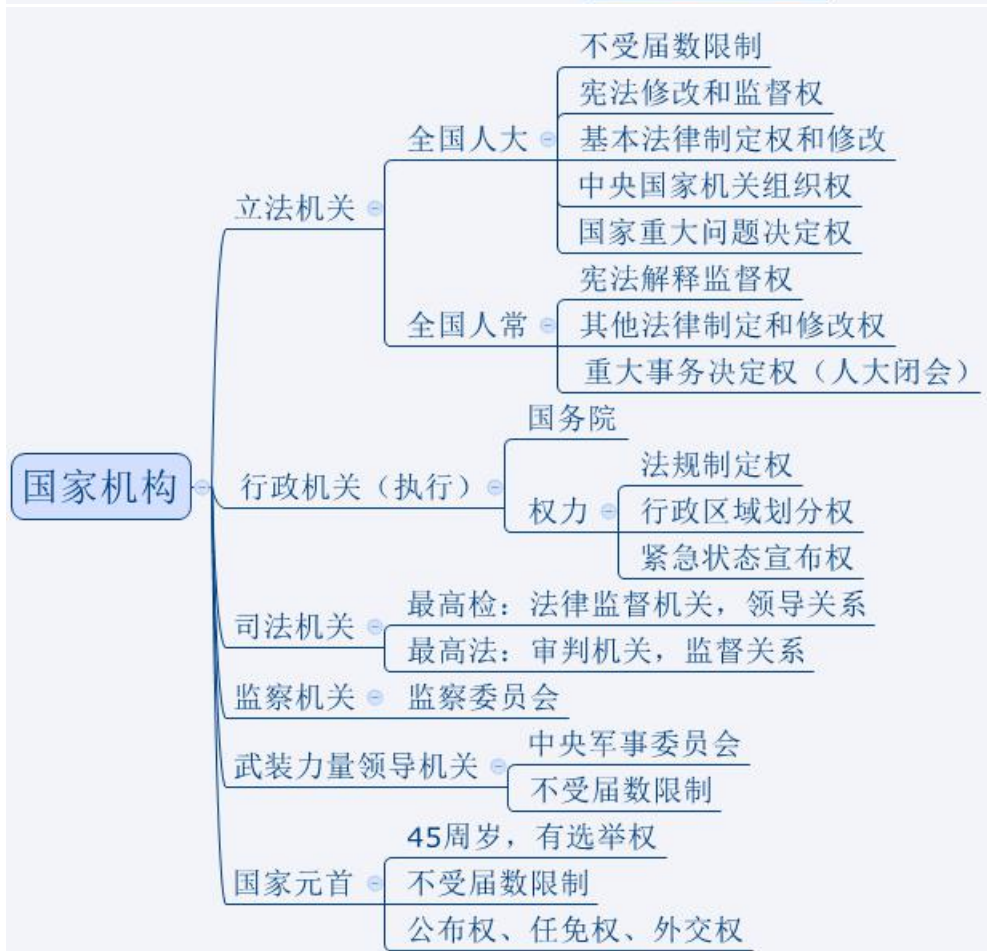 国家机构
立法机关
全国人大
不受届数限制
宪法修改和监督权
基本法律制定权和修改
中央国家机关组织权
国家重大问题决定权
全国人常
宪法解释监督权
其他法律制定和修改权
重大事务决定权（人大闭会）
行政机关（执行）
国务院
权力
法规制定权
行政区域划分权
紧急状态宣布权
司法机关
最高检：法律监督机关，领导关系
最高法：审判机关，监督关系
监察机关
监察委员会
武装力量领导机关
中央军事委员会
不受届数限制
国家元首
45周岁，有选举权
不受届数限制
公布权、任免权、外交权